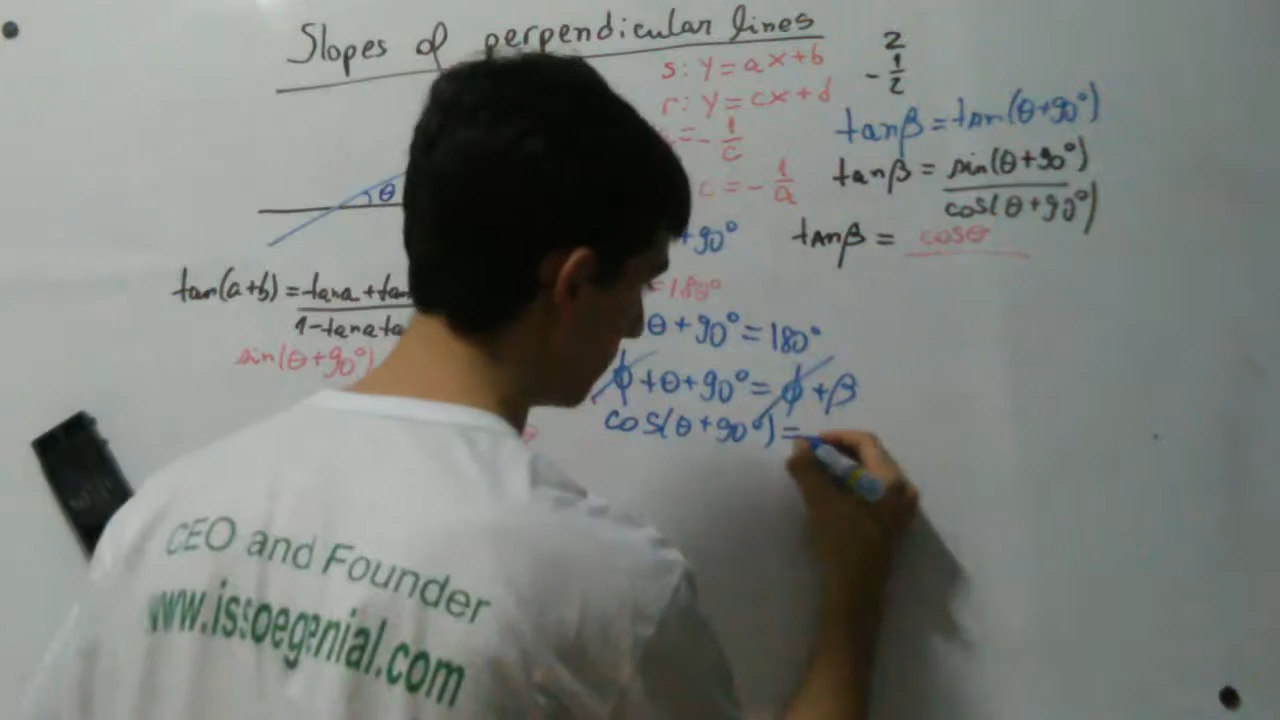 Slopes of perpendicular lines
s: y = ax + b
r: y = cx + d
= - 1/c
c = - 1/a
2
- 1/2
tanβ = tan(θ+90°)
tanβ = sin(θ+90°)/cos(θ+90°)
tanβ = cosθ
θ
+90°
= 180°
θ + 90° = 180°
ϕ + θ + 90° = ϕ + β
cos(θ + 90°) =
tan(a+b) = tana + tan
1 - tana ta
sin(θ+90°)
CEO and Founder
www.issoegenial.com